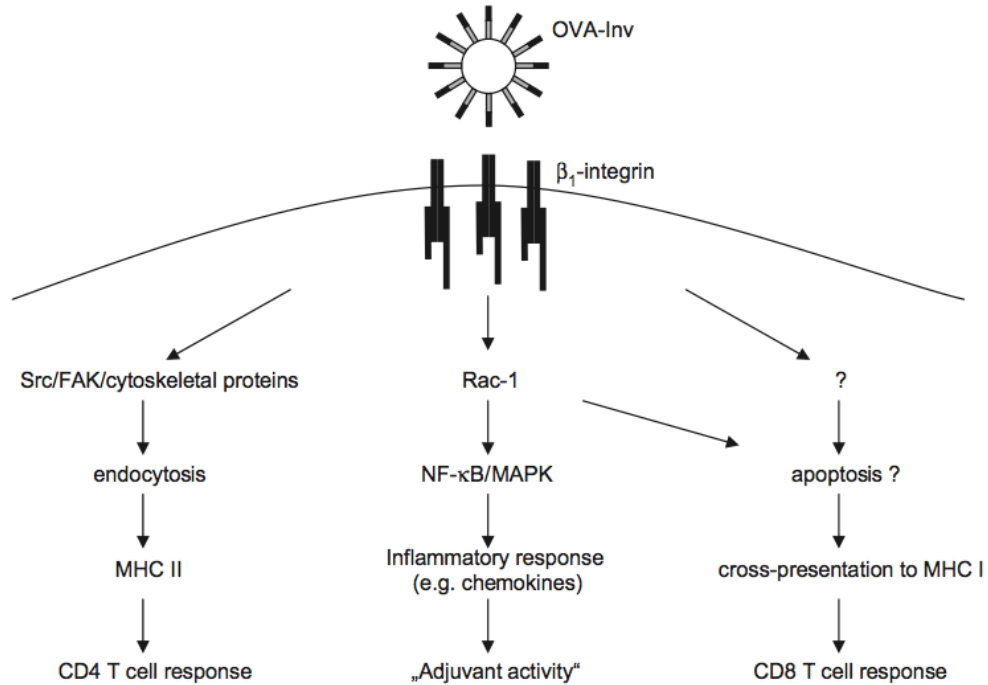 OVA-Inv
β1-integrin
Src/FAK/cytoskeletal proteins
Rac-1
?
endocytosis
NF-κB/MAPK
apoptosis ?
MHC II
Inflammatory response
(e.g. chemokines)
cross-presentation to MHC I
CD4 T cell response
„Adjuvant activity“
CD8 T cell response